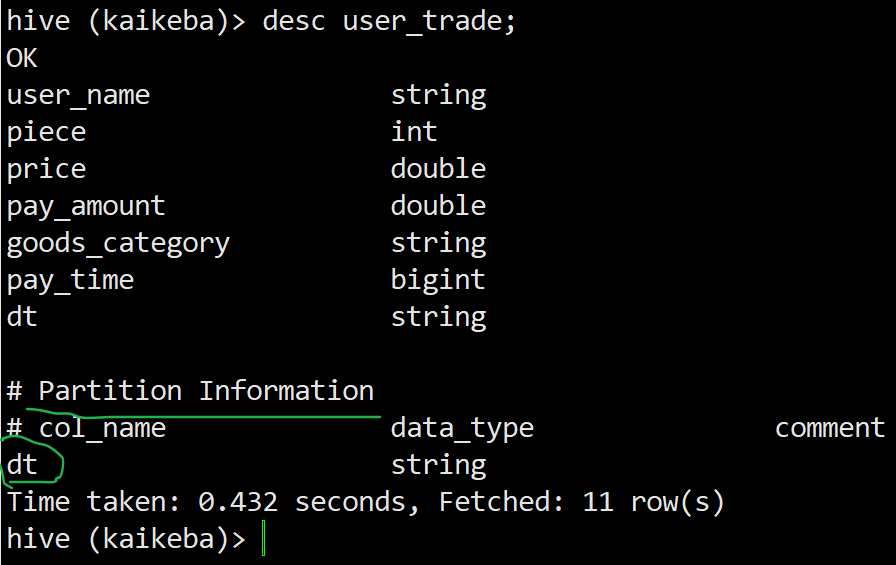 hive (kaikeba)> desc user_trade;
OK
user_name string
piece int
price double
pay_amount double
goods_category string
pay_time bigint
dt string
# Partition Information
# col_name data_type comment
dt string
Time taken: 0.432 seconds, Fetched: 11 row(s)
hive (kaikeba)>